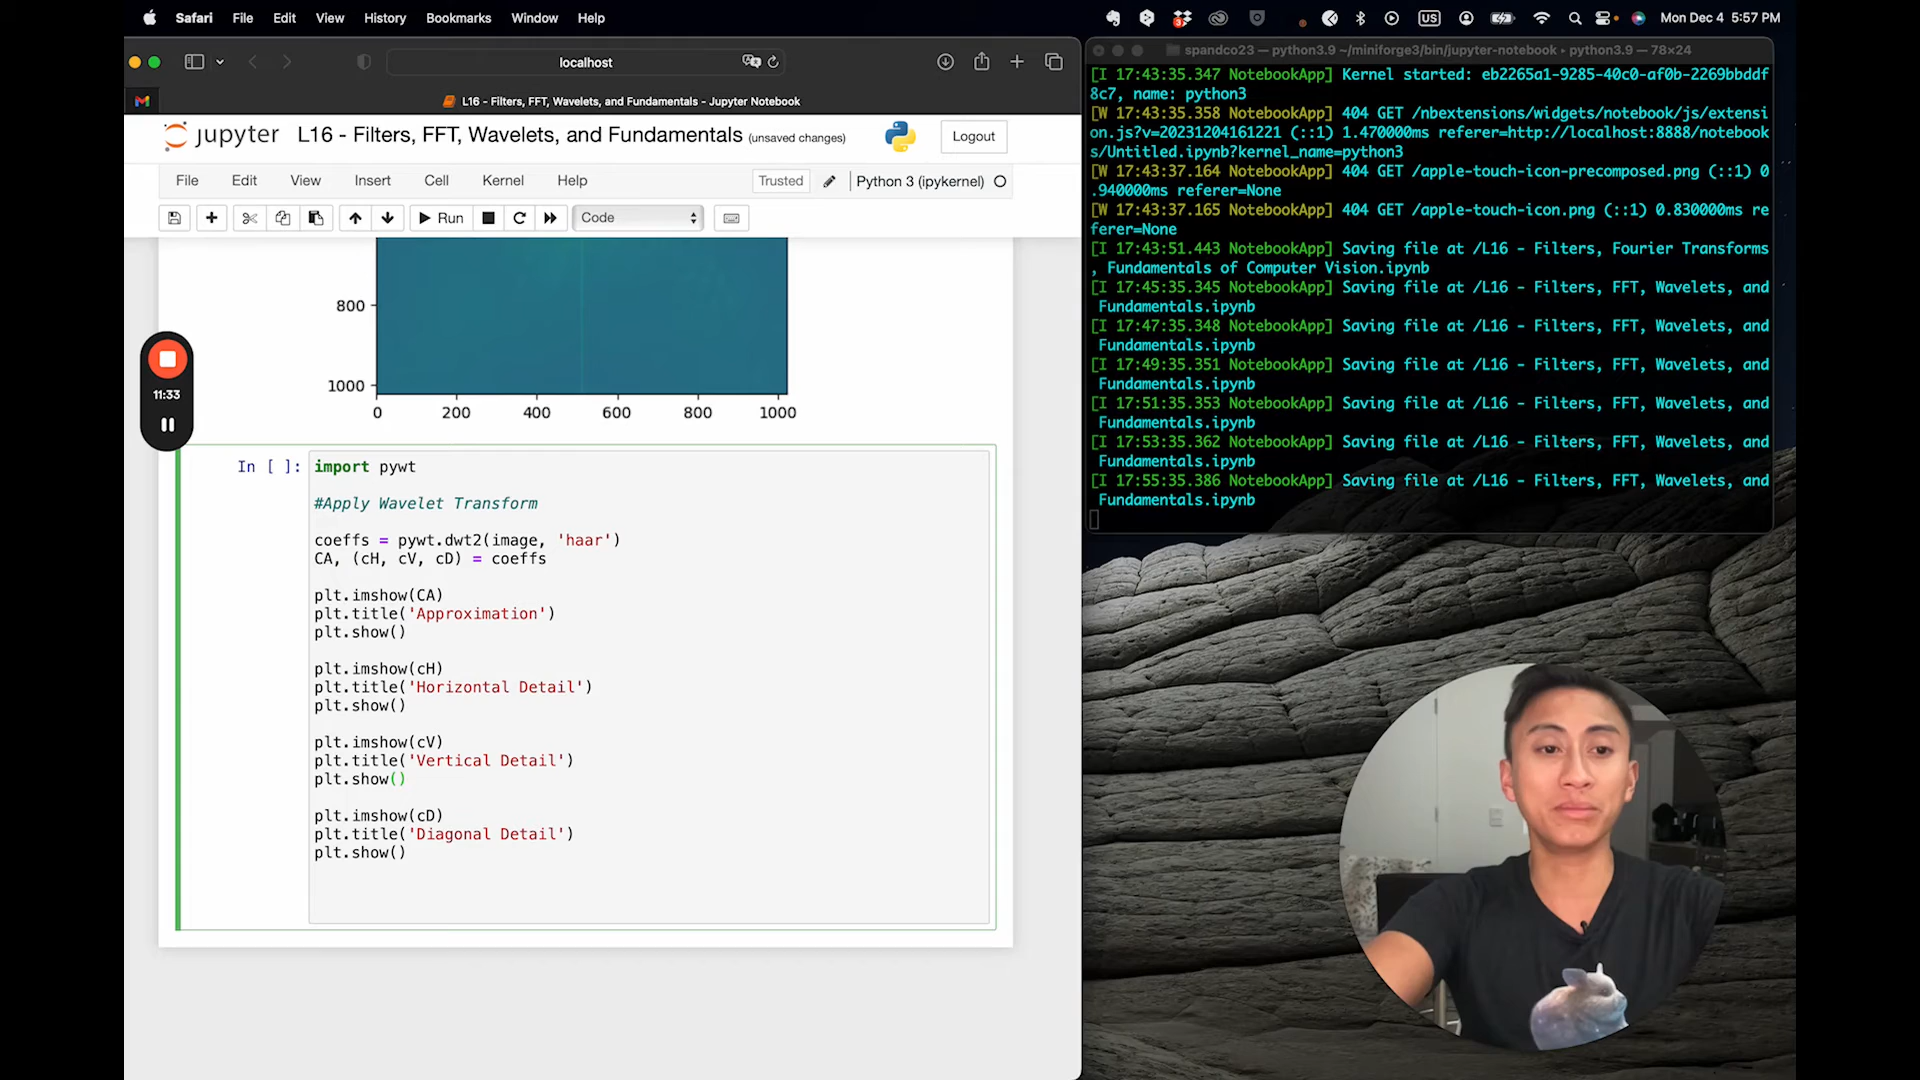 Safari File Edit View History Bookmarks Window Help
3
US
Mon Dec 4 5:57 PM
localhost
L16 - Filters, FFT, Wavelets, and Fundamentals - Jupyter Notebook
jupyter L16 - Filters, FFT, Wavelets, and Fundamentals (unsaved changes)
Logout
File Edit View Insert Cell Kernel Help
Trusted
Python 3 (ipykernel)
Run
Code
800
1000
0 200 400 600 800 1000
11:33
In [ ]:
import pywt
#Apply Wavelet Transform
coeffs = pywt.dwt2(image, 'haar')
CA, (cH, cV, cD) = coeffs
plt.imshow(CA)
plt.title('Approximation')
plt.show()
plt.imshow(cH)
plt.title('Horizontal Detail')
plt.show()
plt.imshow(cV)
plt.title('Vertical Detail')
plt.show()
plt.imshow(cD)
plt.title('Diagonal Detail')
plt.show()
spandco23 — python3.9 ~/miniforge3/bin/jupyter-notebook ▸ python3.9 — 78×24
[I 17:43:35.347 NotebookApp] Kernel started: eb2265a1-9285-40c0-af0b-2269bbddf
8c7, name: python3
[W 17:43:35.358 NotebookApp] 404 GET /nbextensions/widgets/notebook/js/extensi
on.js?v=20231204161221 (::1) 1.470000ms referer=http://localhost:8888/notebook
s/Untitled.ipynb?kernel_name=python3
[W 17:43:37.164 NotebookApp] 404 GET /apple-touch-icon-precomposed.png (::1) 0
.940000ms referer=None
[W 17:43:37.165 NotebookApp] 404 GET /apple-touch-icon.png (::1) 0.830000ms re
ferer=None
[I 17:43:51.443 NotebookApp] Saving file at /L16 - Filters, Fourier Transforms
, Fundamentals of Computer Vision.ipynb
[I 17:45:35.345 NotebookApp] Saving file at /L16 - Filters, FFT, Wavelets, and
Fundamentals.ipynb
[I 17:47:35.348 NotebookApp] Saving file at /L16 - Filters, FFT, Wavelets, and
Fundamentals.ipynb
[I 17:49:35.351 NotebookApp] Saving file at /L16 - Filters, FFT, Wavelets, and
Fundamentals.ipynb
[I 17:51:35.353 NotebookApp] Saving file at /L16 - Filters, FFT, Wavelets, and
Fundamentals.ipynb
[I 17:53:35.362 NotebookApp] Saving file at /L16 - Filters, FFT, Wavelets, and
Fundamentals.ipynb
[I 17:55:35.386 NotebookApp] Saving file at /L16 - Filters, FFT, Wavelets, and
Fundamentals.ipynb